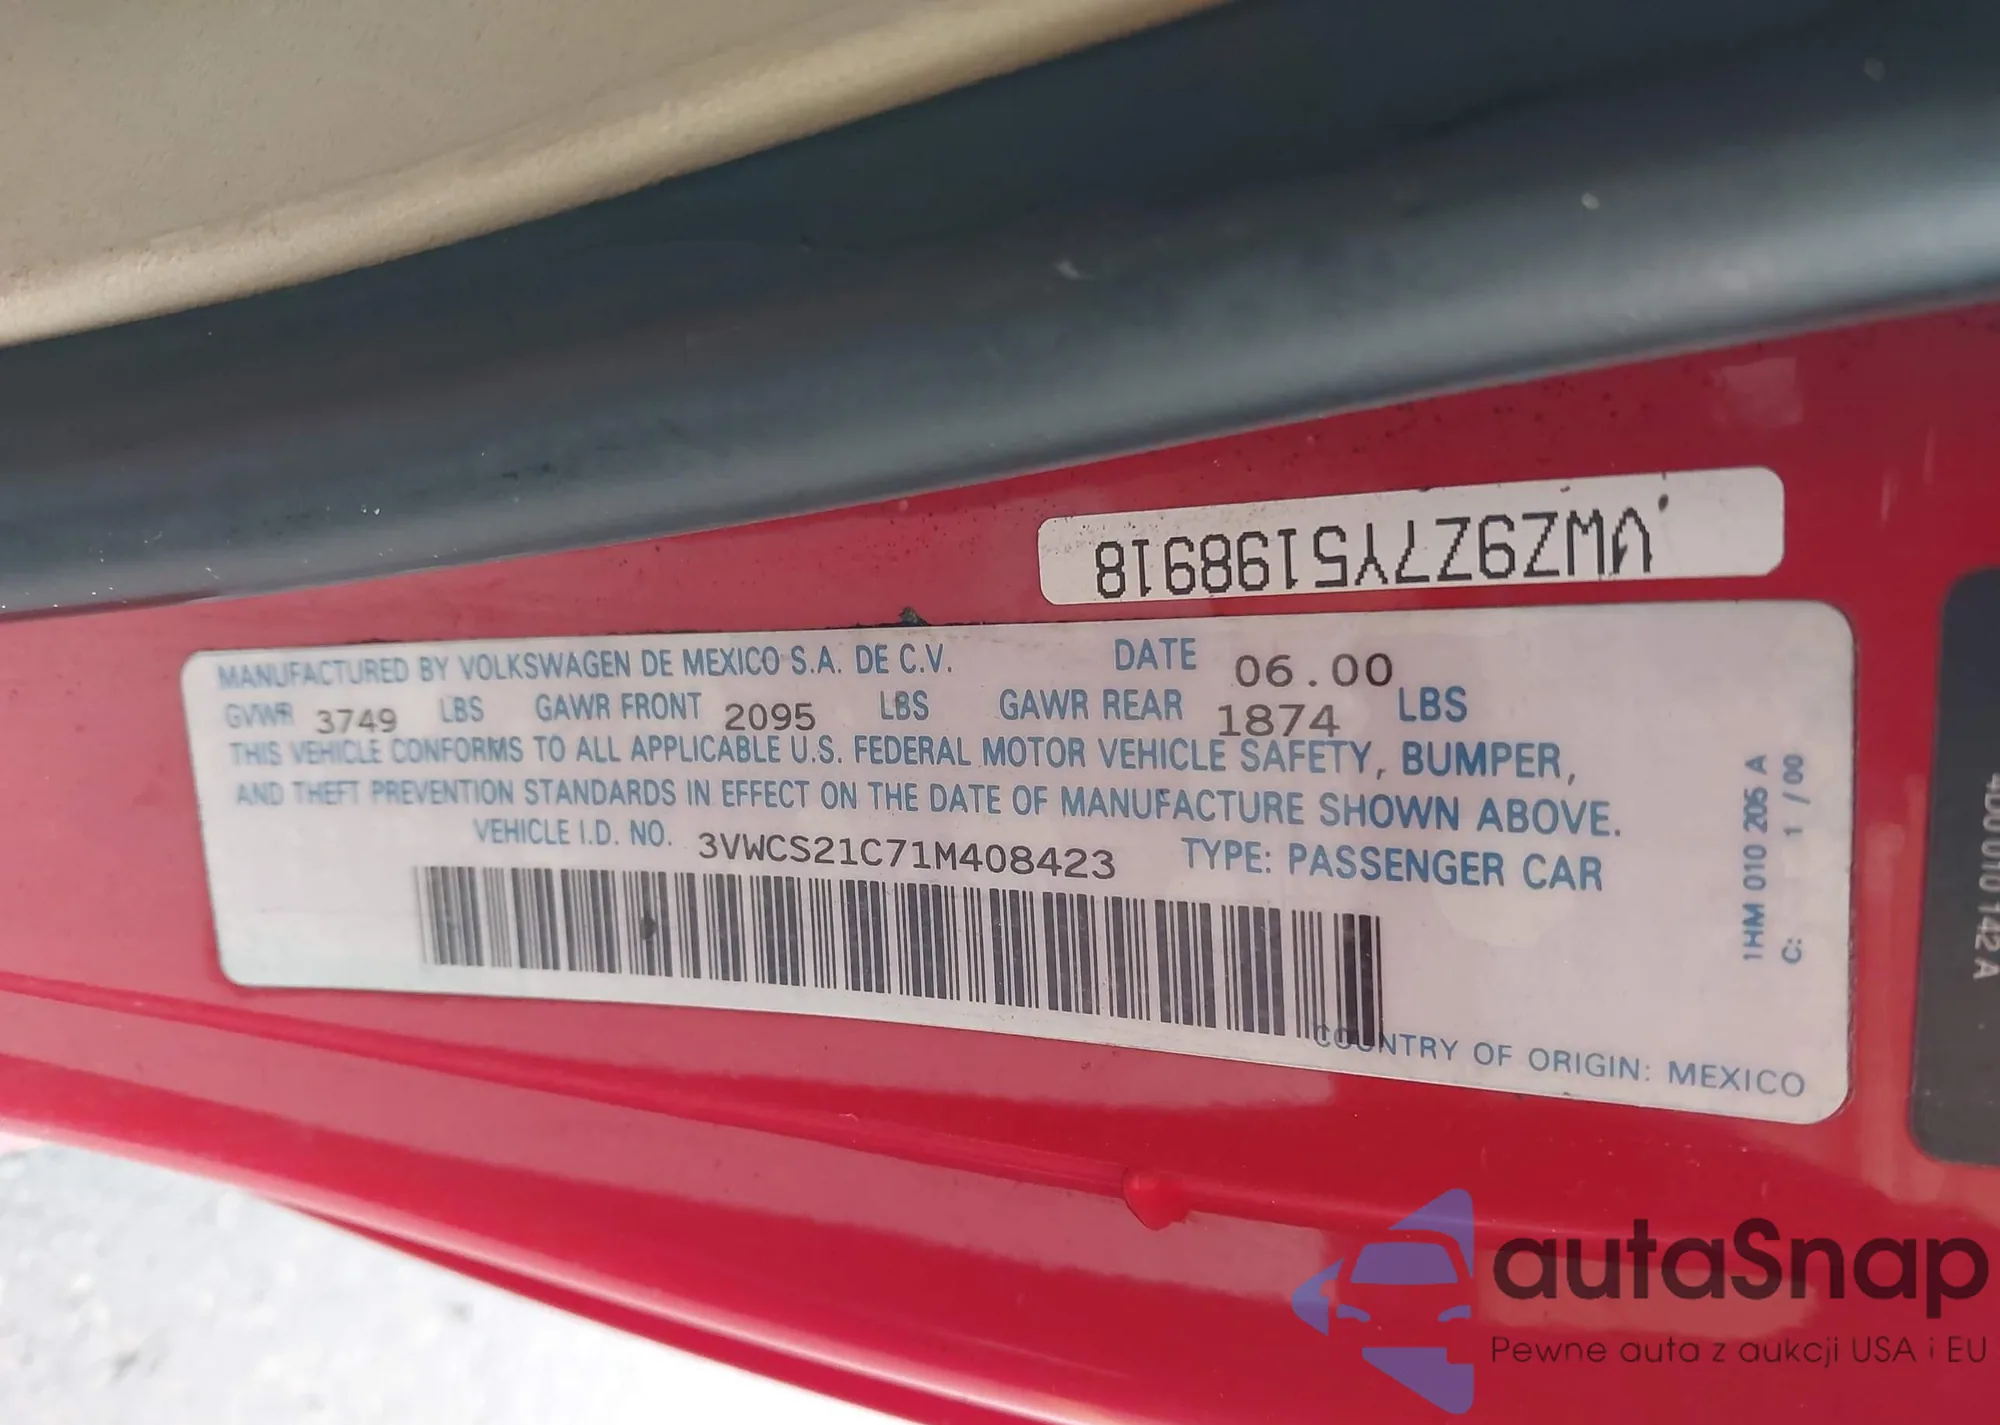 VWZ9Z7Y5198918
MANUFACTURED BY VOLKSWAGEN DE MEXICO S.A. DE C.V. DATE 06.00
GVWR 3749 LBS GAWR FRONT 2095 LBS GAWR REAR 1874 LBS
THIS VEHICLE CONFORMS TO ALL APPLICABLE U.S. FEDERAL MOTOR VEHICLE SAFETY, BUMPER,
AND THEFT PREVENTION STANDARDS IN EFFECT ON THE DATE OF MANUFACTURE SHOWN ABOVE.
VEHICLE I.D. NO. 3VWCS21C71M408423 TYPE: PASSENGER CAR
COUNTRY OF ORIGIN: MEXICO
1HM 010 205 A
C: 1/00
4D0 010 142 A
autaSnap
Pewne auta z aukcji USA i EU